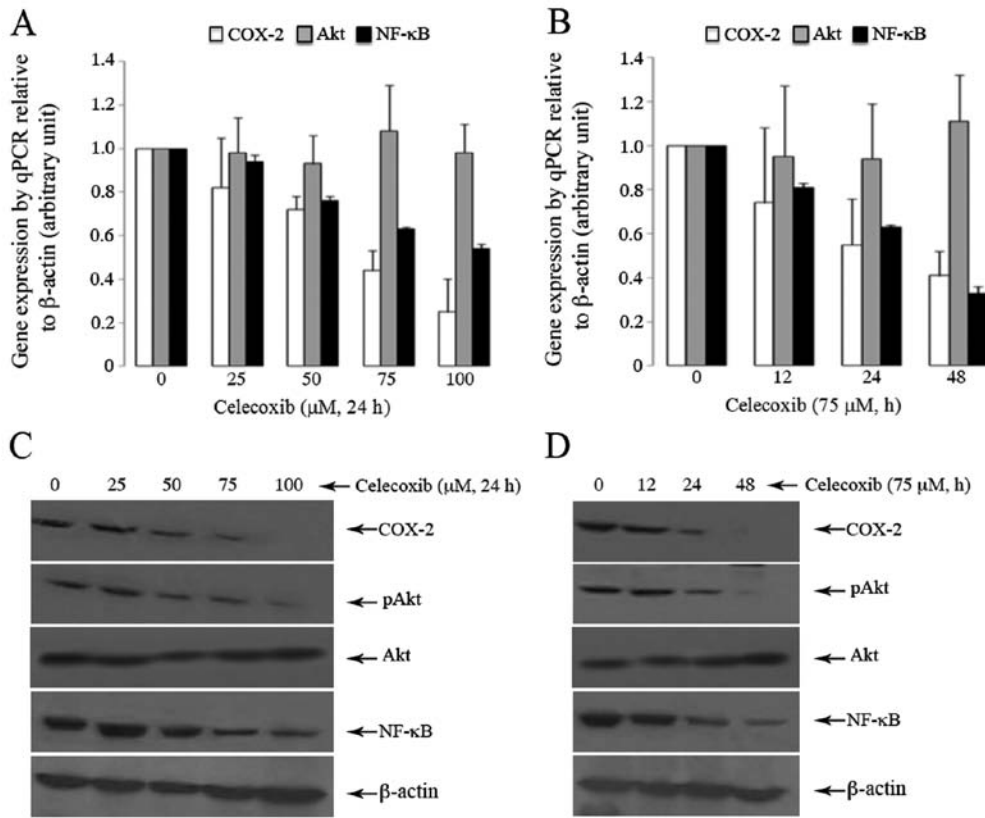 A
COX-2 Akt NF-κB
Gene expression by qPCR relative
to β-actin (arbitrary unit)
1.4
1.2
1.0
0.8
0.6
0.4
0.2
0
0 25 50 75 100
Celecoxib (μM, 24 h)
B
COX-2 Akt NF-κB
Gene expression by qPCR relative
to β-actin (arbitrary unit)
1.4
1.2
1.0
0.8
0.6
0.4
0.2
0
0 12 24 48
Celecoxib (75 μM, h)
C
0 25 50 75 100 Celecoxib (μM, 24 h)
COX-2
pAkt
Akt
NF-κB
β-actin
D
0 12 24 48 Celecoxib (75 μM, h)
COX-2
pAkt
Akt
NF-κB
β-actin